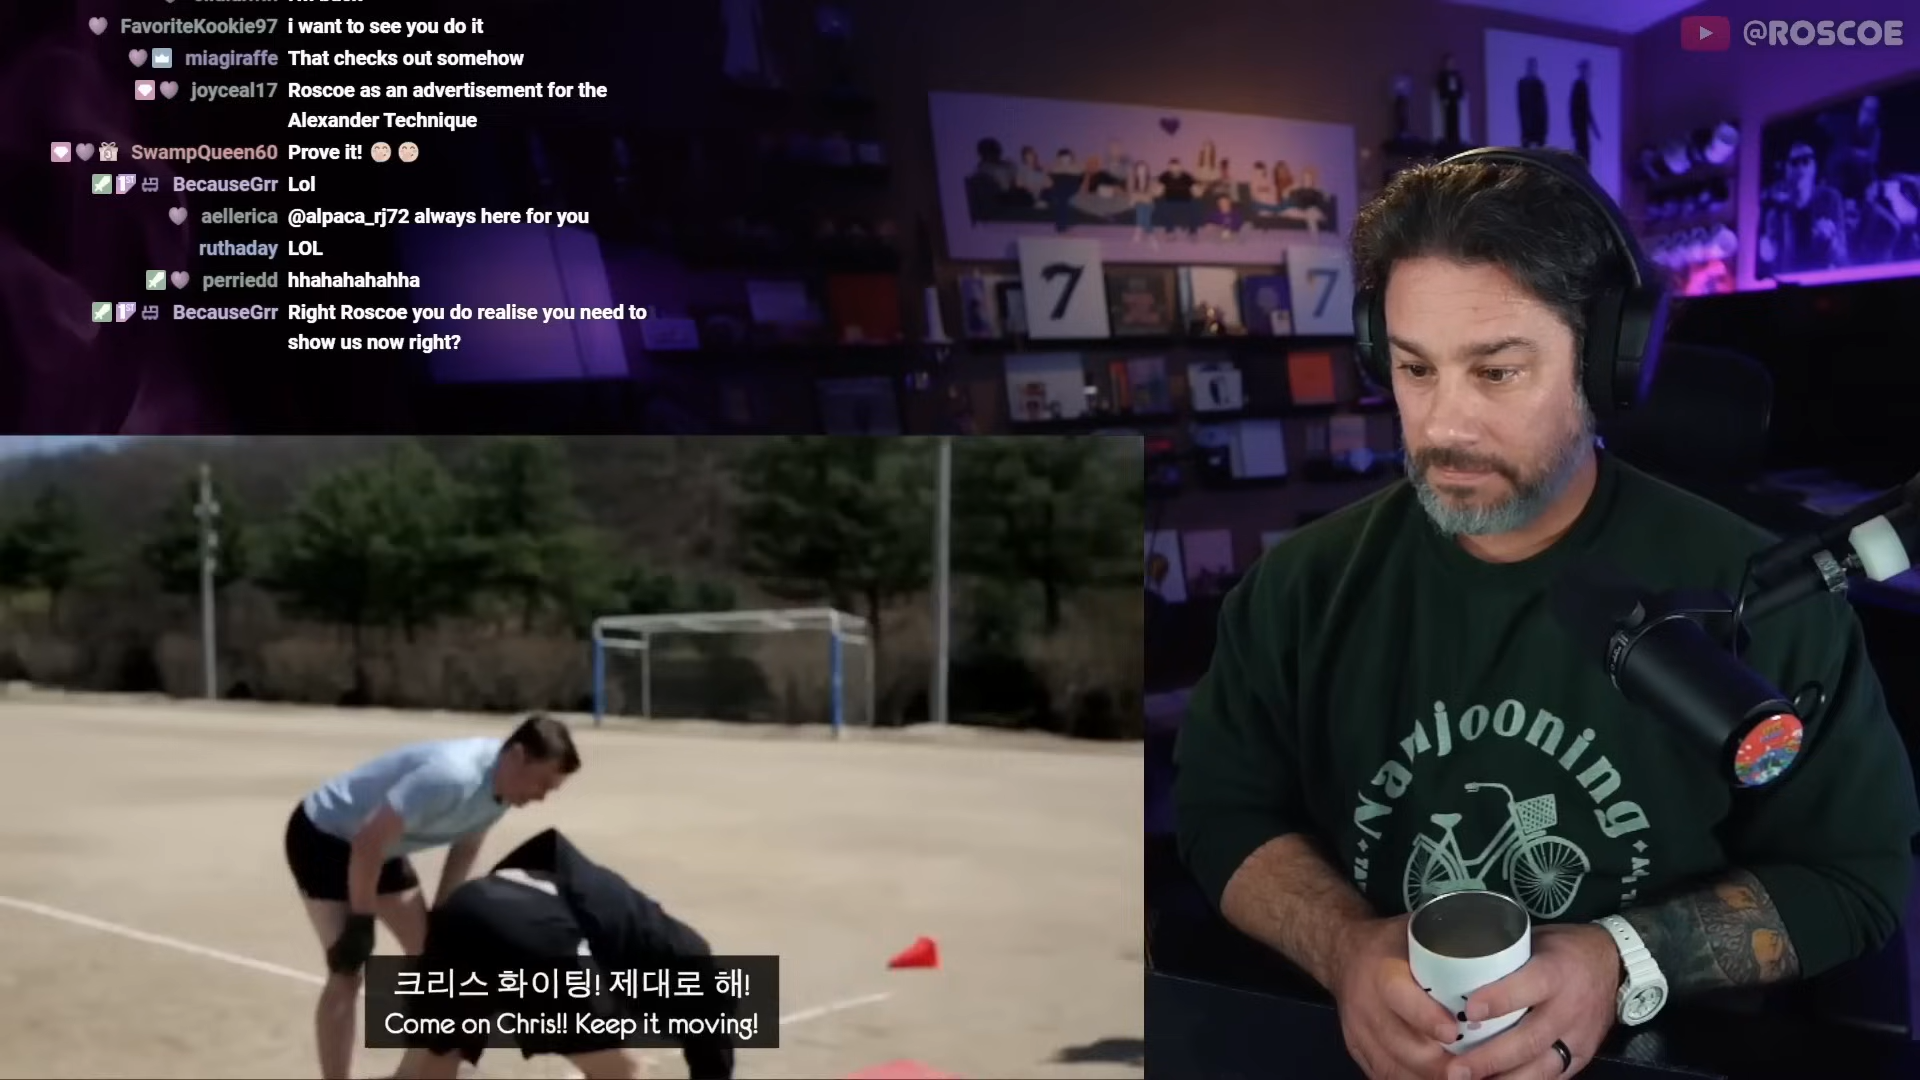 FavoriteKookie97 i want to see you do it
miagiraffe That checks out somehow
joyceal17 Roscoe as an advertisement for the
Alexander Technique
SwampQueen60 Prove it!
BecauseGrr Lol
aellerica @alpaca_rj72 always here for you
ruthaday LOL
perriedd hhahahahahha
BecauseGrr Right Roscoe you do realise you need to
show us now right?
@ROSCOE
7
7
Namjooning
크리스 화이팅! 제대로 해!
Come on Chris!! Keep it moving!